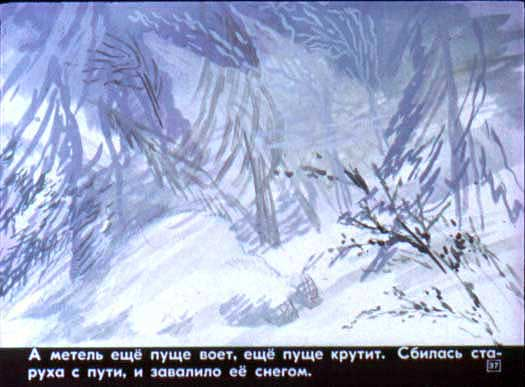 А метель ещё пуще воет, ещё пуще крутит. Сбилась ста-
руха с пути, и завалило её снегом.
37